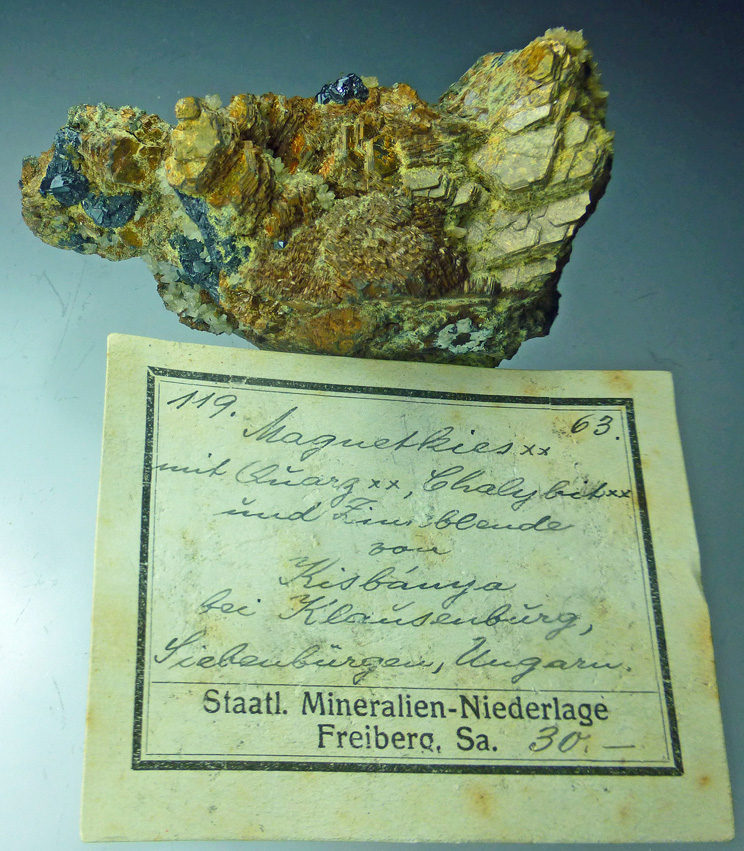 119. 63.
Magnetkies xx
mit Quarz xx, Chalybit xx
und Zinkblende
von
Kisbánya
bei Klausenburg,
Siebenbürgen, Ungarn.
Staatl. Mineralien-Niederlage
Freiberg, Sa. 30.—